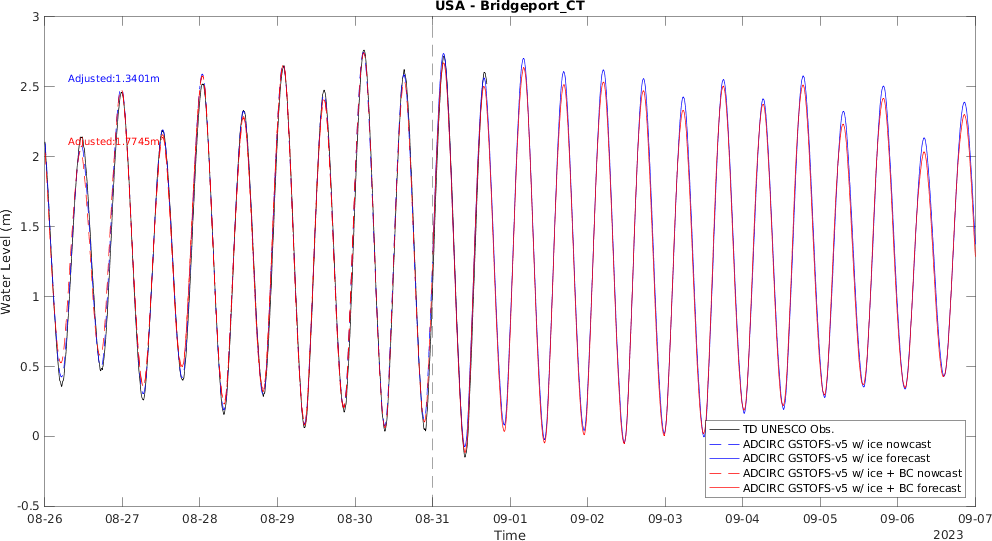 USA - Bridgeport_CT
3
2.5
2
1.5
1
0.5
0
-0.5
Water Level (m)
Adjusted:1.3401m
Adjusted:1.7745m
TD UNESCO Obs.
ADCIRC GSTOFS-v5 w/ ice nowcast
ADCIRC GSTOFS-v5 w/ ice forecast
ADCIRC GSTOFS-v5 w/ ice + BC nowcast
ADCIRC GSTOFS-v5 w/ ice + BC forecast
08-26 08-27 08-28 08-29 08-30 08-31 09-01 09-02 09-03 09-04 09-05 09-06 09-07
Time
2023